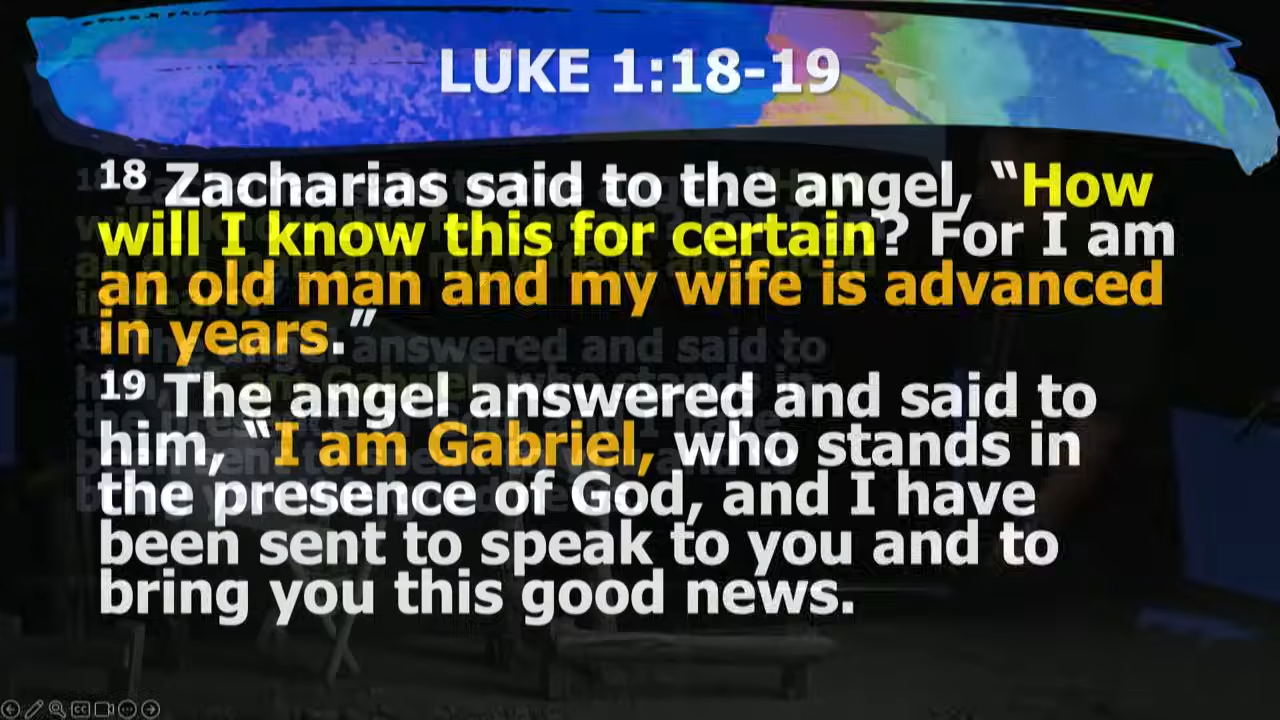 LUKE 1:18-19
18 Zacharias said to the angel, “How
will I know this for certain? For I am
an old man and my wife is advanced
in years.”
19 The angel answered and said to
him, “I am Gabriel, who stands in
the presence of God, and I have
been sent to speak to you and to
bring you this good news.